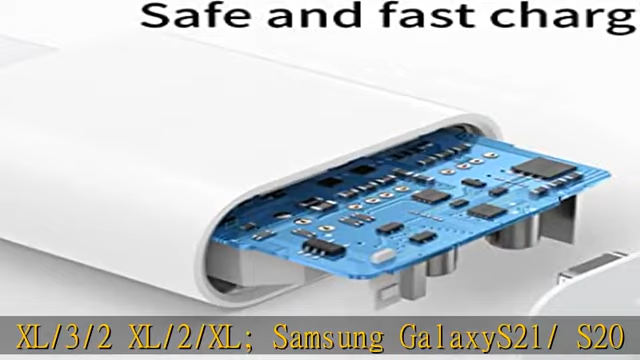 Safe and fast charg
XL/3/2 XL/2/XL; Samsung GalaxyS21/ S20